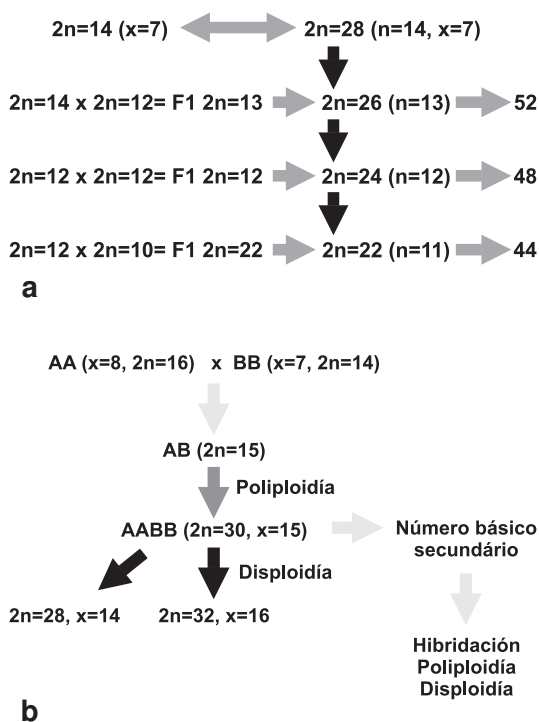 2n=14 (x=7) 2n=28 (n=14, x=7)
2n=14 x 2n=12= F1 2n=13 2n=26 (n=13) 52
2n=12 x 2n=12= F1 2n=12 2n=24 (n=12) 48
2n=12 x 2n=10= F1 2n=22 2n=22 (n=11) 44
a
AA (x=8, 2n=16) x BB (x=7, 2n=14)
AB (2n=15)
Poliploidía
AABB (2n=30, x=15)
Número básico
secundário
Disploidía
2n=28, x=14 2n=32, x=16
Hibridación
Poliploidía
Disploidía
b